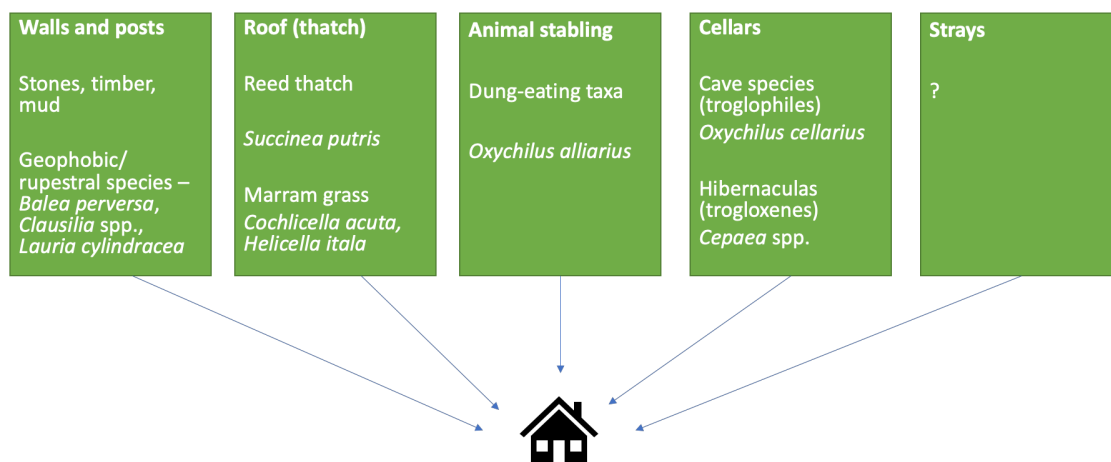 Walls and posts
Stones, timber,
mud
Geophobic/
rupestral species –
Balea perversa,
Clausilia spp.,
Lauria cylindracea
Roof (thatch)
Reed thatch
Succinea putris
Marram grass
Cochlicella acuta,
Helicella itala
Animal stabling
Dung-eating taxa
Oxychilus alliarius
Cellars
Cave species
(troglophiles)
Oxychilus cellarius
Hibernaculas
(trogloxenes)
Cepaea spp.
Strays
?